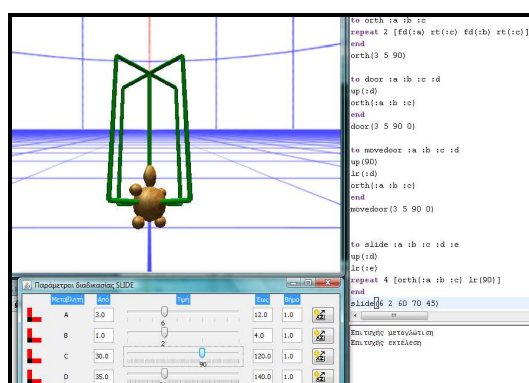 to orth :a :b :c
repeat 2 [fd(:a) rt(:c) fd(:b) rt(:c)]
end
orth(3 5 90)
to door :a :b :c :d
up(:d)
orth(:a :b :c)
end
door(3 5 90 0)
to movedoor :a :b :c :d
up(90)
lr(:d)
orth(:a :b :c)
end
movedoor(3 5 90 0)
to slide :a :b :c :d :e
up(:d)
lr(:e)
repeat 4 [orth(:a :b :c) lr(90)]
end
slide(6 2 60 70 45)
Επιτυχής μεταγλώτιση
Επιτυχής εκτέλεση
Παράμετροι διαδικασίας SLIDE
Μεταβλητή Από Τιμή Έως Βήμα
A 3.0 6 12.0 1.0
B 1.0 2 4.0 1.0
C 30.0 90 120.0 1.0
D 35.0 140.0 1.0